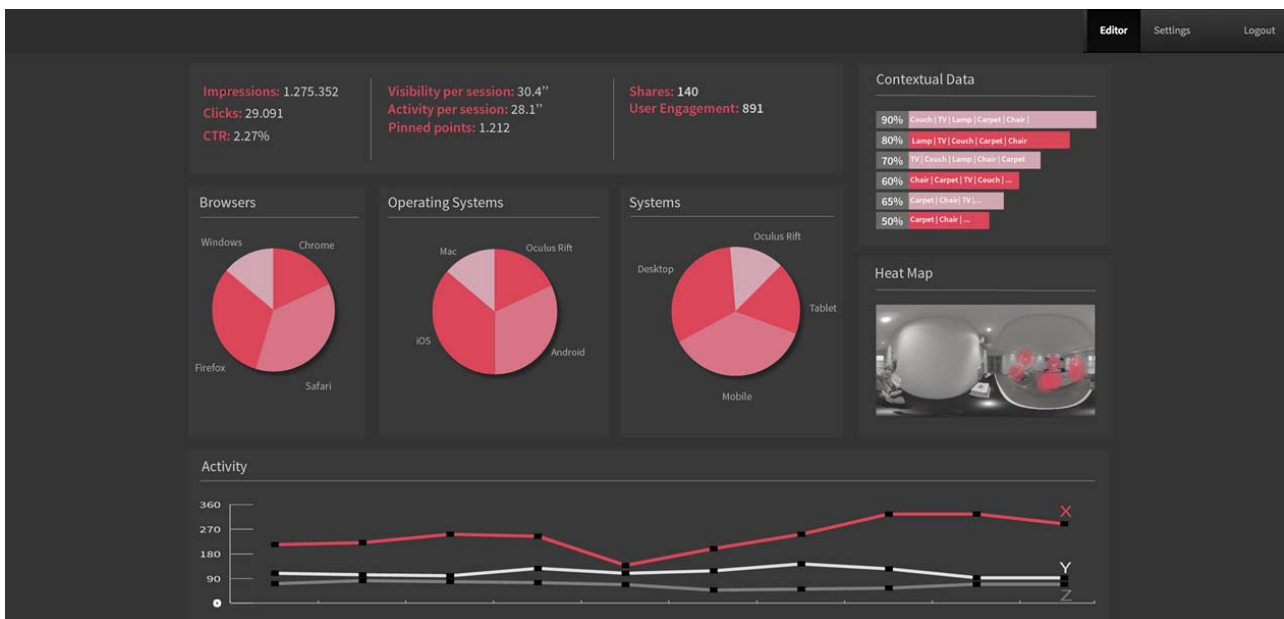 Editor Settings Logout
Impressions: 1.275.352
Clicks: 29.091
CTR: 2.27%
Visibility per session: 30.4''
Activity per session: 28.1''
Pinned points: 1.212
Shares: 140
User Engagement: 891
Contextual Data
90% Couch | TV | Lamp | Carpet | Chair |
80% Lamp | TV | Couch | Carpet | Chair
70% TV | Couch | Lamp | Chair | Carpet
60% Chair | Carpet | TV | Couch | ...
65% Carpet | Chair| TV |...
50% Carpet | Chair | ...
Browsers
Windows
Chrome
Firefox
Safari
Operating Systems
Mac
Oculus Rift
iOS
Android
Systems
Oculus Rift
Desktop
Tablet
Mobile
Heat Map
Activity
360
270
180
90
0
X
Y
Z